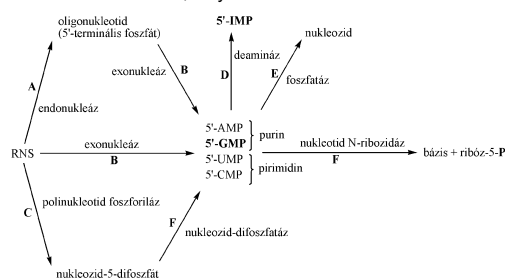 oligonukleotid
(5'-terminális foszfát)
5'-IMP
nukleozid
deamináz
exonukleáz
B
D
E
foszfatáz
A
endonukleáz
5'-AMP
purin
5'-GMP
exonukleáz
nukleotid N-ribozidáz
RNS
B
5'-UMP
F
bázis + ribóz-5-P
pirimidin
5'-CMP
polinukleotid foszforiláz
C
F
nukleozid-difoszfatáz
nukleozid-5-difoszfát